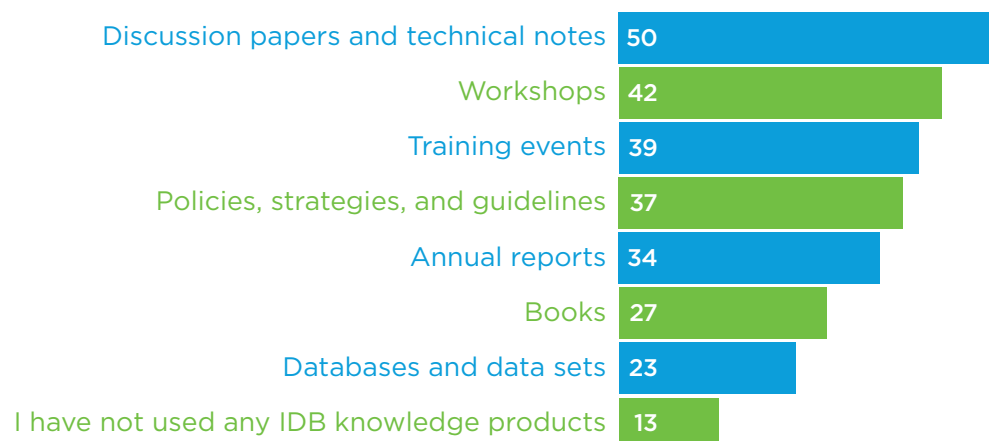 Discussion papers and technical notes 50
Workshops 42
Training events 39
Policies, strategies, and guidelines 37
Annual reports 34
Books 27
Databases and data sets 23
I have not used any IDB knowledge products 13